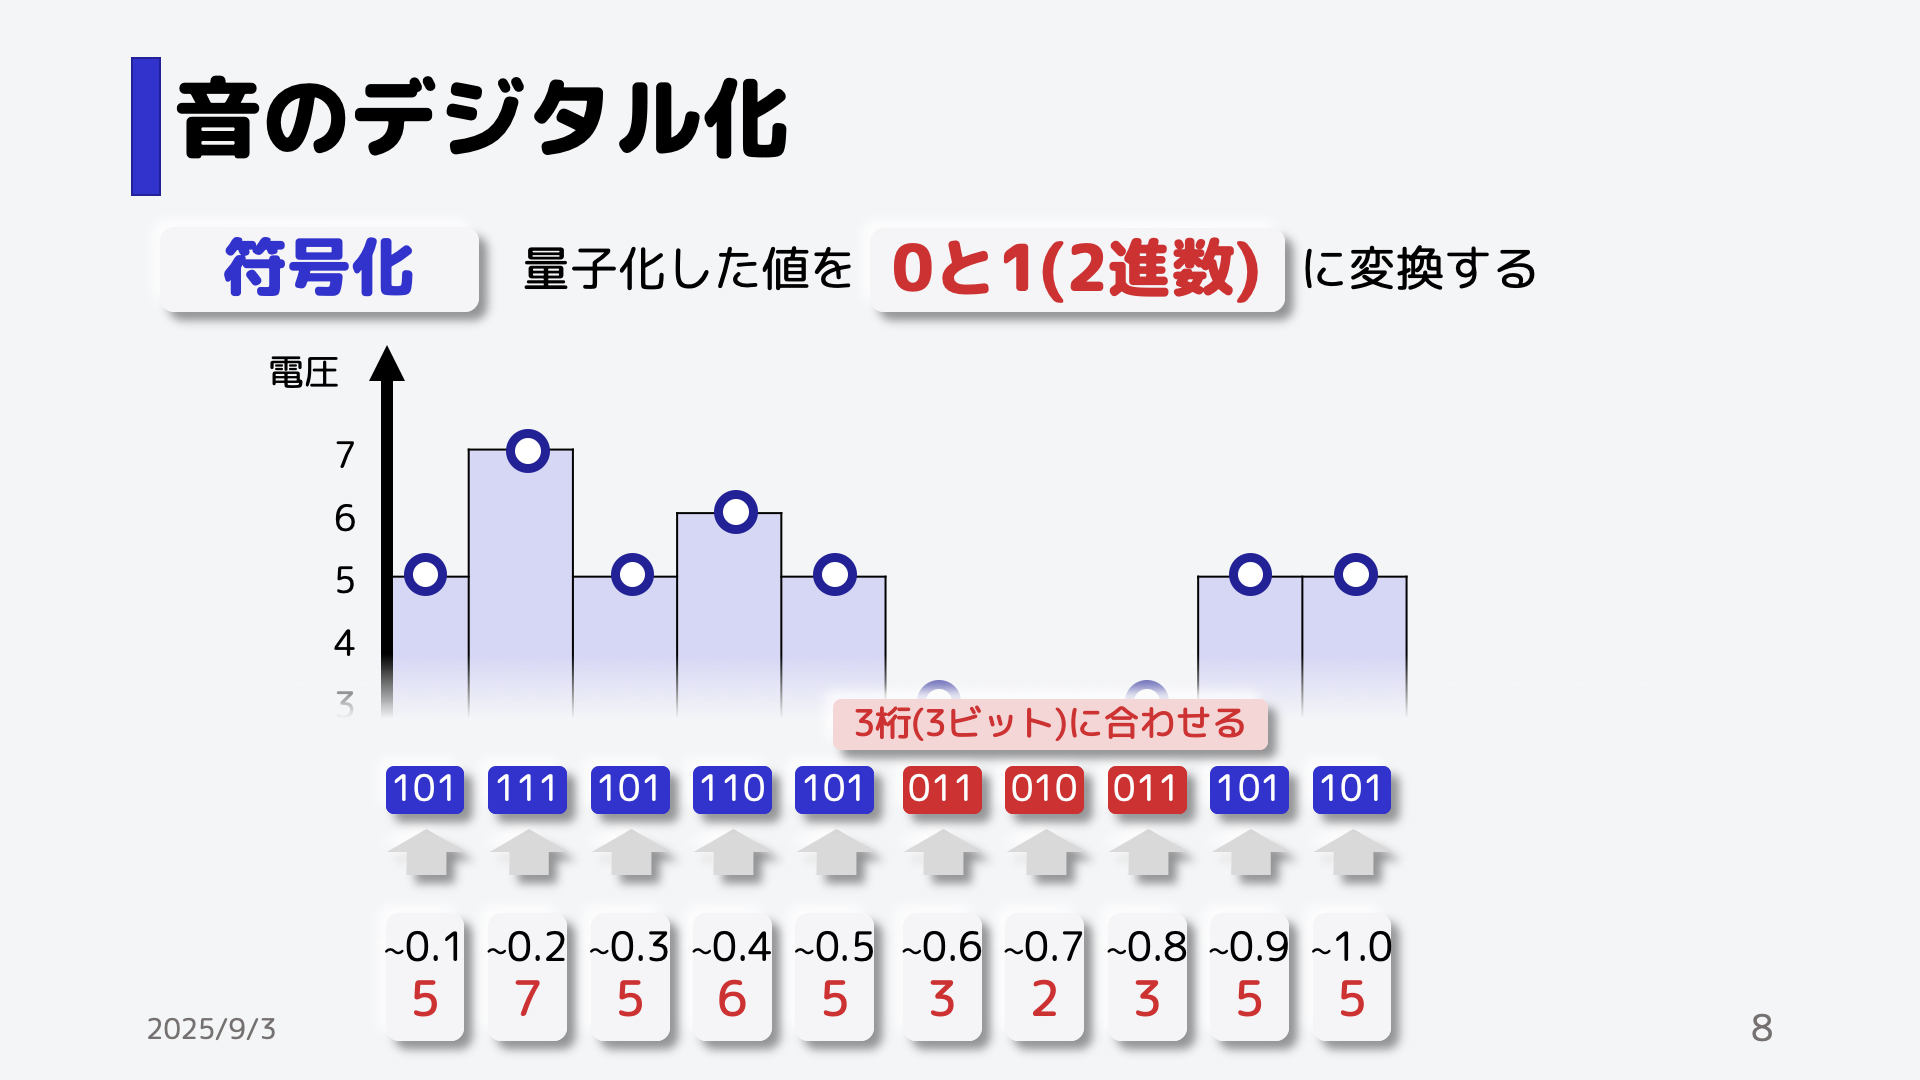 音のデジタル化
符号化 量子化した値を 0と1(2進数) に変換する
電圧
7
6
5
4
3
3桁(3ビット)に合わせる
101 111 101 110 101 011 010 011 101 101
~0.1 ~0.2 ~0.3 ~0.4 ~0.5 ~0.6 ~0.7 ~0.8 ~0.9 ~1.0
5 7 5 6 5 3 2 3 5 5
2025/9/3
8